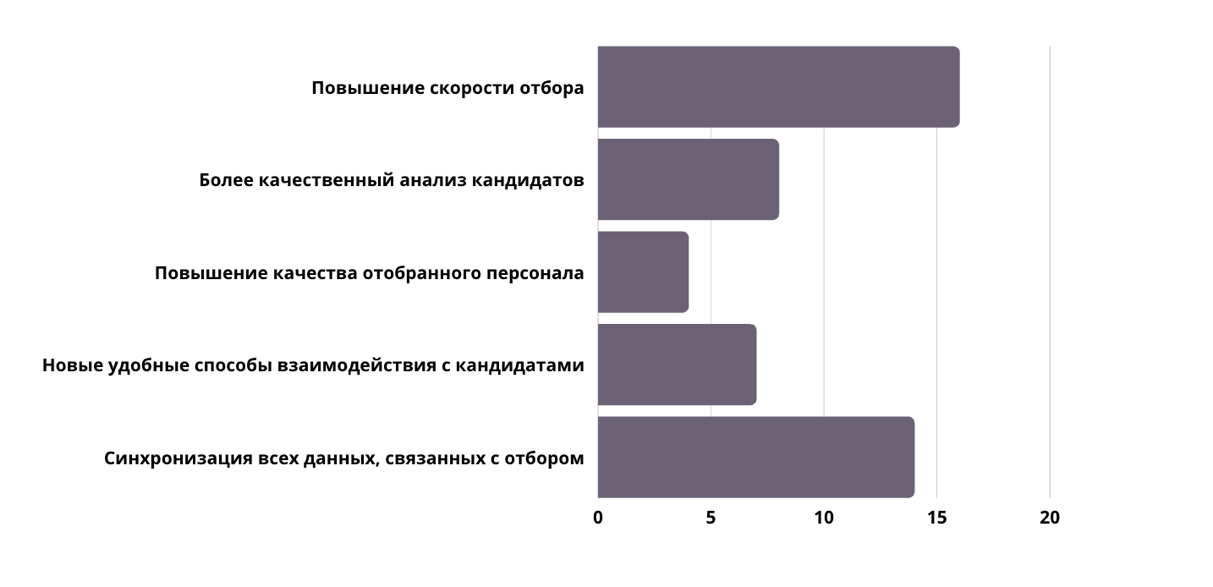 Повышение скорости отбора
Более качественный анализ кандидатов
Повышение качества отобранного персонала
Новые удобные способы взаимодействия с кандидатами
Синхронизация всех данных, связанных с отбором
0 5 10 15 20